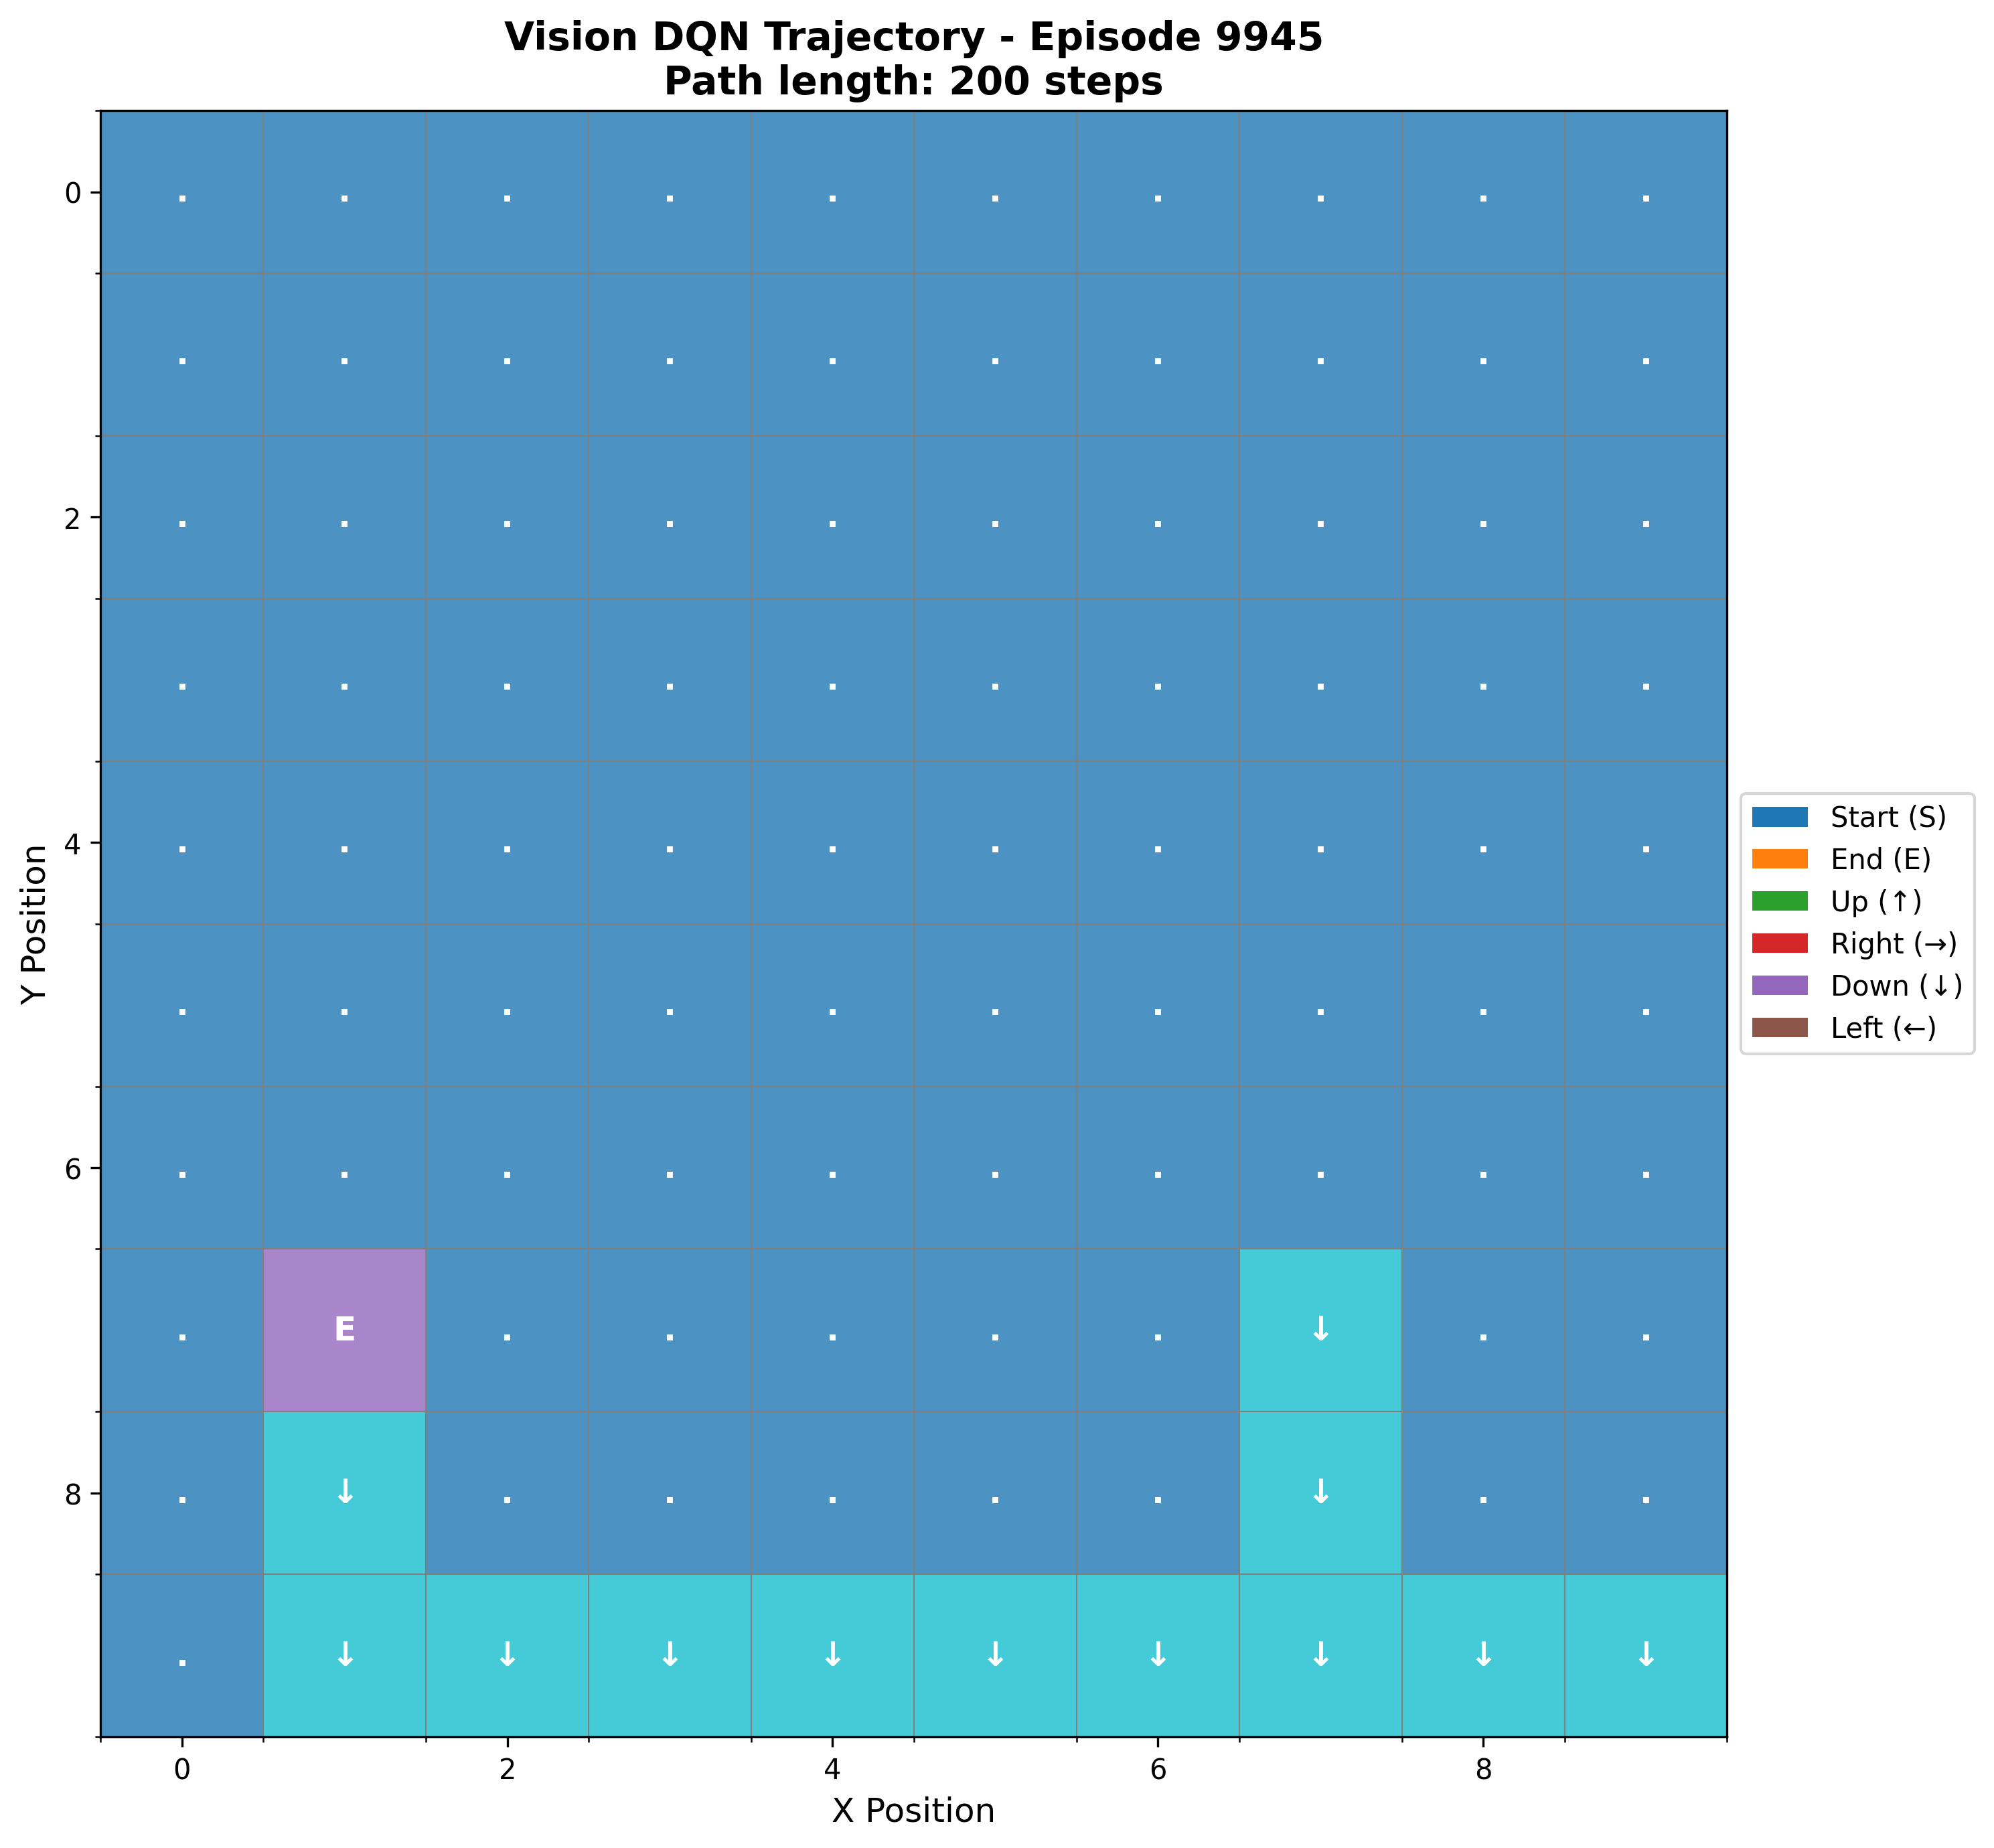 Vision DQN Trajectory - Episode 9945
Path length: 200 steps
0 . . . . . . . . . .
. . . . . . . . . .
2 . . . . . . . . . .
. . . . . . . . . .
4 . . . . . . . . . .
. . . . . . . . . .
6 . . . . . . . . . .
. E . . . . . ↓ . .
8 . ↓ . . . . . ↓ . .
. ↓ ↓ ↓ ↓ ↓ ↓ ↓ ↓ ↓
0 2 4 6 8
X Position
Y Position
Start (S)
End (E)
Up (↑)
Right (→)
Down (↓)
Left (←)